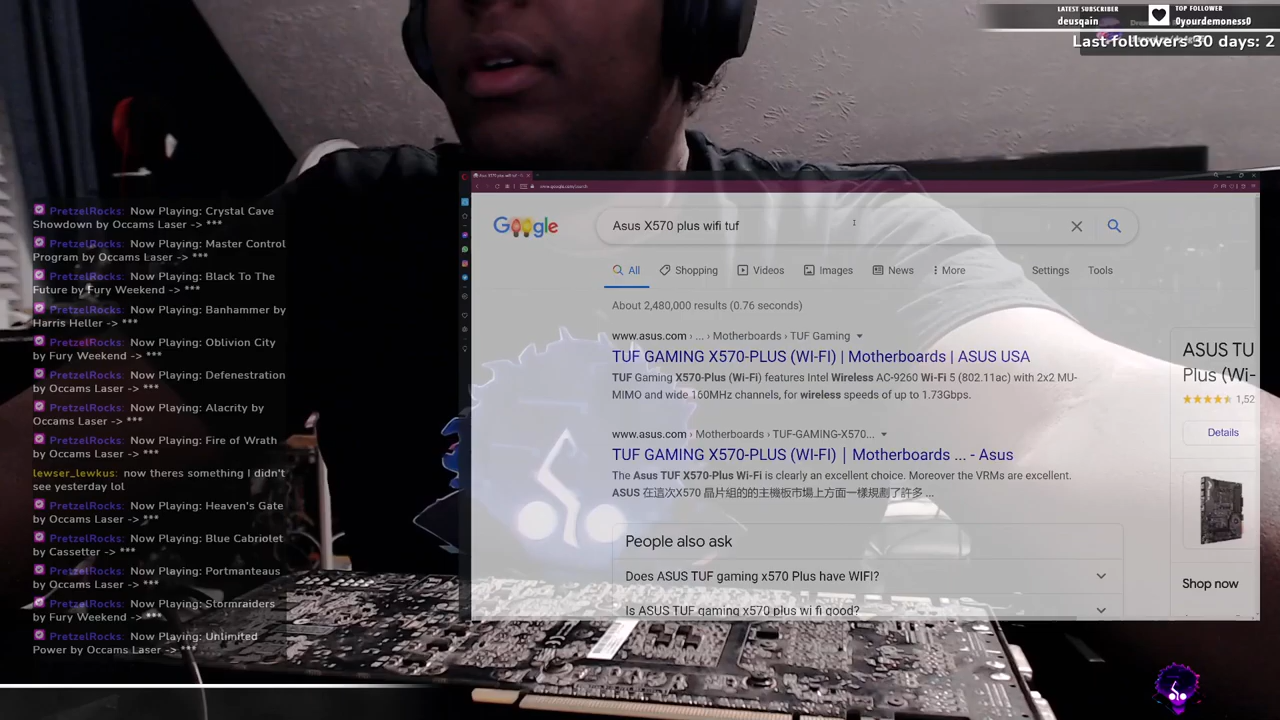 LATEST SUBSCRIBER
deusqain
TOP FOLLOWER
0yourdemoness0
Last followers 30 days: 2
PretzelRocks: Now Playing: Crystal Cave
Showdown by Occams Laser -> ***
PretzelRocks: Now Playing: Master Control
Program by Occams Laser -> ***
PretzelRocks: Now Playing: Black To The
Future by Fury Weekend -> ***
PretzelRocks: Now Playing: Banhammer by
Harris Heller -> ***
PretzelRocks: Now Playing: Oblivion City
by Fury Weekend -> ***
PretzelRocks: Now Playing: Defenestration
by Occams Laser -> ***
PretzelRocks: Now Playing: Alacrity by
Occams Laser -> ***
PretzelRocks: Now Playing: Fire of Wrath
by Occams Laser -> ***
lewser_lewkus: now theres something I didn't
see yesterday lol
PretzelRocks: Now Playing: Heaven's Gate
by Occams Laser -> ***
PretzelRocks: Now Playing: Blue Cabriolet
by Cassetter -> ***
PretzelRocks: Now Playing: Portmanteaus
by Occams Laser -> ***
PretzelRocks: Now Playing: Stormraiders
by Fury Weekend -> ***
PretzelRocks: Now Playing: Unlimited
Power by Occams Laser -> ***
Google
Asus X570 plus wifi tuf
All
Shopping
Videos
Images
News
More
Settings
Tools
About 2,480,000 results (0.76 seconds)
www.asus.com › ... › Motherboards › TUF Gaming
TUF GAMING X570-PLUS (WI-FI) | Motherboards | ASUS USA
TUF Gaming X570-Plus (Wi-Fi) features Intel Wireless AC-9260 Wi-Fi 5 (802.11ac) with 2x2 MU-
MIMO and wide 160MHz channels, for wireless speeds of up to 1.73Gbps.
www.asus.com › Motherboards › TUF-GAMING-X570...
TUF GAMING X570-PLUS (WI-FI) | Motherboards ... - Asus
The Asus TUF X570-Plus Wi-Fi is clearly an excellent choice. Moreover the VRMs are excellent.
ASUS 在這次X570 晶片組的的主機板市場上方面一樣規劃了許多 ...
People also ask
Does ASUS TUF gaming x570 Plus have WIFI?
Is ASUS TUF gaming x570 plus wi fi good?
ASUS TU
Plus (Wi-
1,52
Details
Shop now